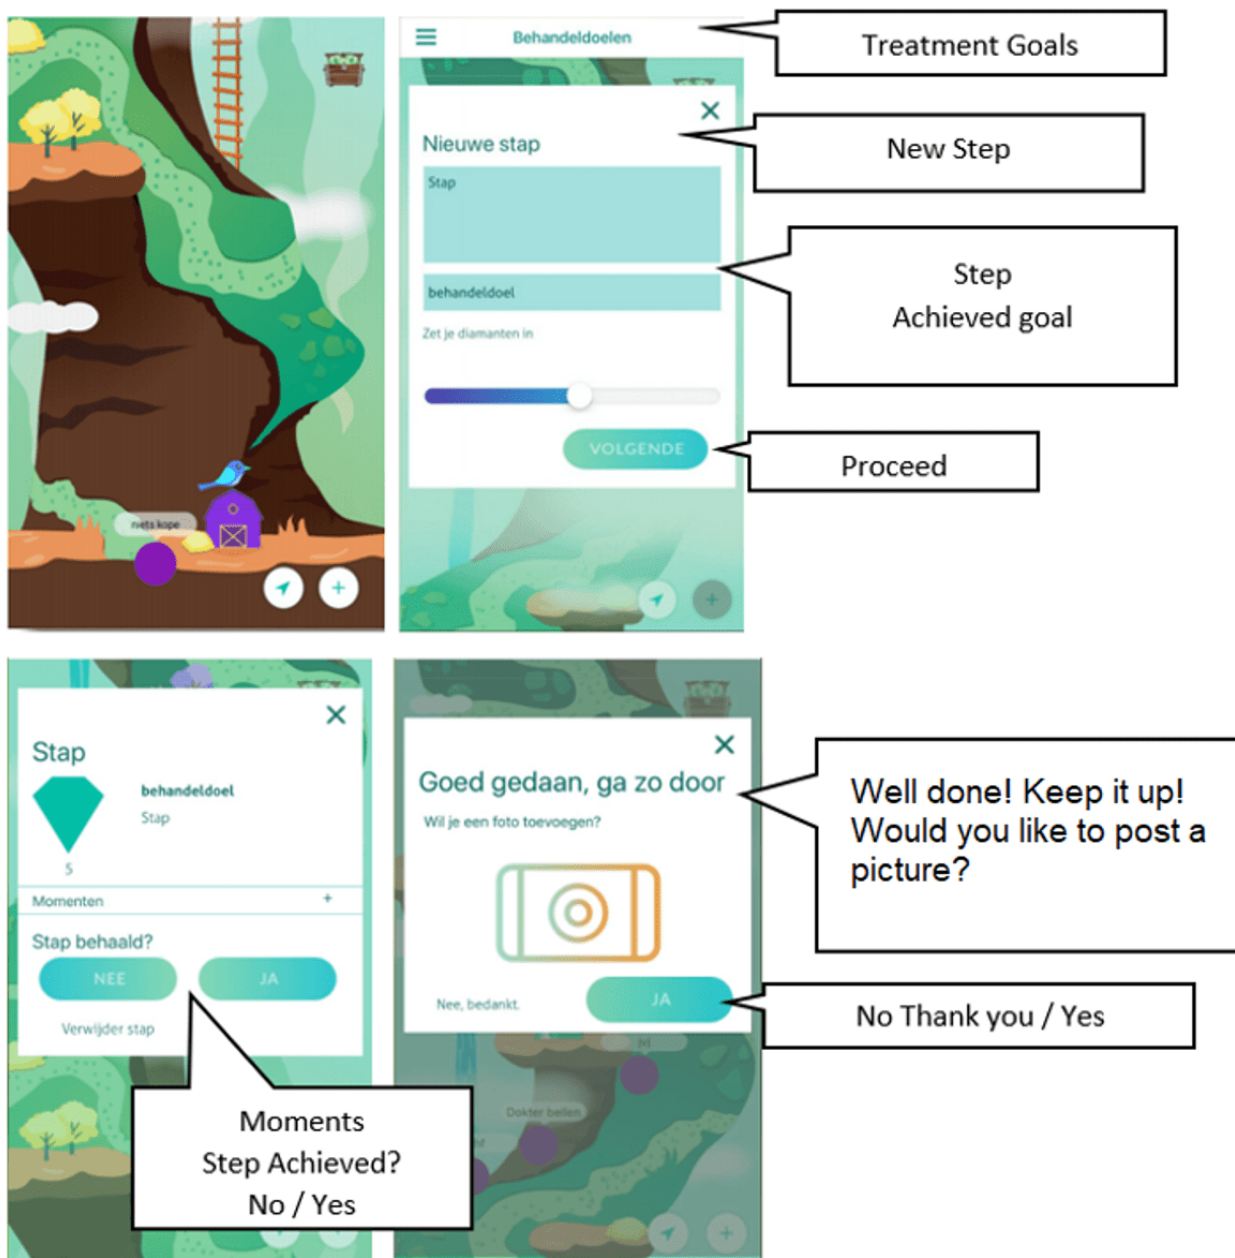 niets kope
Behandeldoelen
Treatment Goals
Nieuwe stap
New Step
Stap
behandeldoel
Step
Achieved goal
Zet je diamanten in
VOLGENDE
Proceed
Stap
behandeldoel
Stap
5
Momenten +
Stap behaald?
NEE JA
Verwijder stap
Moments
Step Achieved?
No / Yes
Goed gedaan, ga zo door
Wil je een foto toevoegen?
Well done! Keep it up!
Would you like to post a
picture?
Nee, bedankt. JA
No Thank you / Yes
Dokter bellen